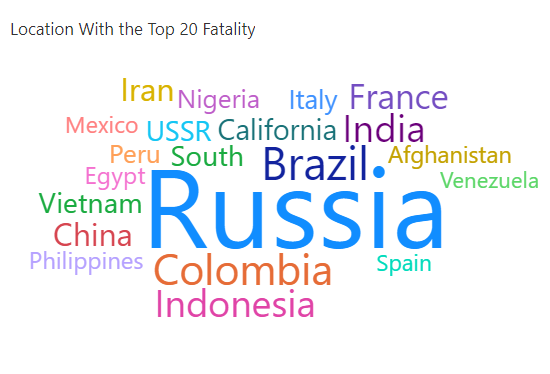 Location With the Top 20 Fatality
Iran
Nigeria
Italy
France
Mexico
USSR
California
India
Peru
South
Brazil
Afghanistan
Egypt
Venezuela
Vietnam
Russia
China
Philippines
Colombia
Spain
Indonesia